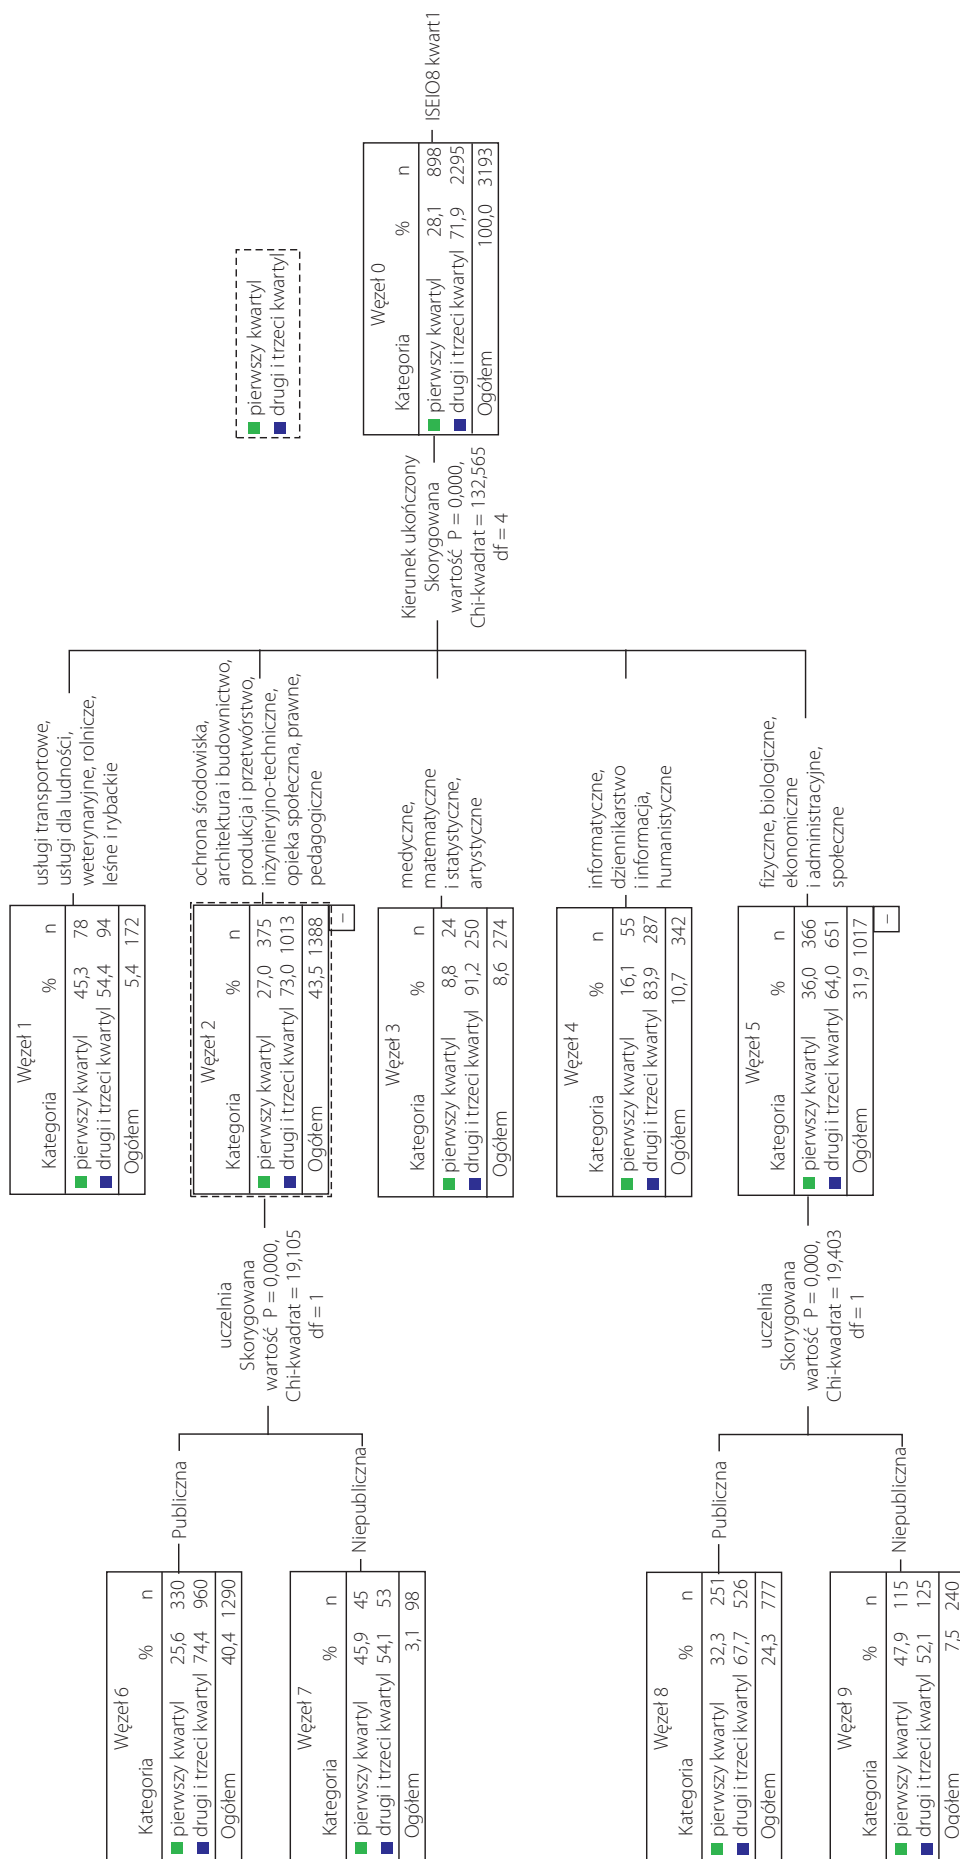 ISEIO8 kwart1
Węzeł 0
Kategoria % n
pierwszy kwartyl 28,1 898
drugi i trzeci kwartyl 71,9 2295
Ogółem 100,0 3193
pierwszy kwartyl
drugi i trzeci kwartyl
Kierunek ukończony
Skorygowana
wartość P = 0,000,
Chi-kwadrat = 132,565
df = 4
usługi transportowe,
usługi dla ludności,
weterynaryjne, rolnicze,
leśne i rybackie
Węzeł 1
Kategoria % n
pierwszy kwartyl 45,3 78
drugi i trzeci kwartyl 54,4 94
Ogółem 5,4 172
ochrona środowiska,
architektura i budownictwo,
produkcja i przetwórstwo,
inżynieryjno-techniczne,
opieka społeczna, prawne,
pedagogiczne
Węzeł 2
Kategoria % n
pierwszy kwartyl 27,0 375
drugi i trzeci kwartyl 73,0 1013
Ogółem 43,5 1388
–
medyczne,
matematyczne
i statystyczne,
artystyczne
Węzeł 3
Kategoria % n
pierwszy kwartyl 8,8 24
drugi i trzeci kwartyl 91,2 250
Ogółem 8,6 274
informatyczne,
dziennikarstwo
i informacja,
humanistyczne
Węzeł 4
Kategoria % n
pierwszy kwartyl 16,1 55
drugi i trzeci kwartyl 83,9 287
Ogółem 10,7 342
fizyczne, biologiczne,
ekonomiczne
i administracyjne,
społeczne
Węzeł 5
Kategoria % n
pierwszy kwartyl 36,0 366
drugi i trzeci kwartyl 64,0 651
Ogółem 31,9 1017
–
uczelnia
Skorygowana
wartość P = 0,000,
Chi-kwadrat = 19,105
df = 1
uczelnia
Skorygowana
wartość P = 0,000,
Chi-kwadrat = 19,403
df = 1
Publiczna
Węzeł 6
Kategoria % n
pierwszy kwartyl 25,6 330
drugi i trzeci kwartyl 74,4 960
Ogółem 40,4 1290
Niepubliczna
Węzeł 7
Kategoria % n
pierwszy kwartyl 45,9 45
drugi i trzeci kwartyl 54,1 53
Ogółem 3,1 98
Publiczna
Węzeł 8
Kategoria % n
pierwszy kwartyl 32,3 251
drugi i trzeci kwartyl 67,7 526
Ogółem 24,3 777
Niepubliczna
Węzeł 9
Kategoria % n
pierwszy kwartyl 47,9 115
drugi i trzeci kwartyl 52,1 125
Ogółem 7,5 240